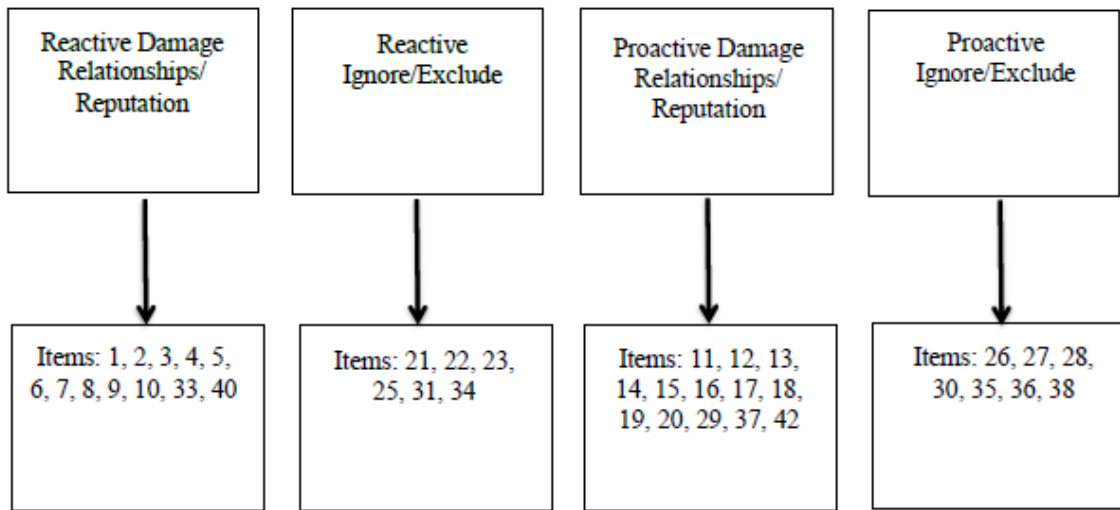 Reactive Damage
Relationships/
Reputation
Reactive
Ignore/Exclude
Proactive Damage
Relationships/
Reputation
Proactive
Ignore/Exclude
Items: 1, 2, 3, 4, 5,
6, 7, 8, 9, 10, 33, 40
Items: 21, 22, 23,
25, 31, 34
Items: 11, 12, 13,
14, 15, 16, 17, 18,
19, 20, 29, 37, 42
Items: 26, 27, 28,
30, 35, 36, 38